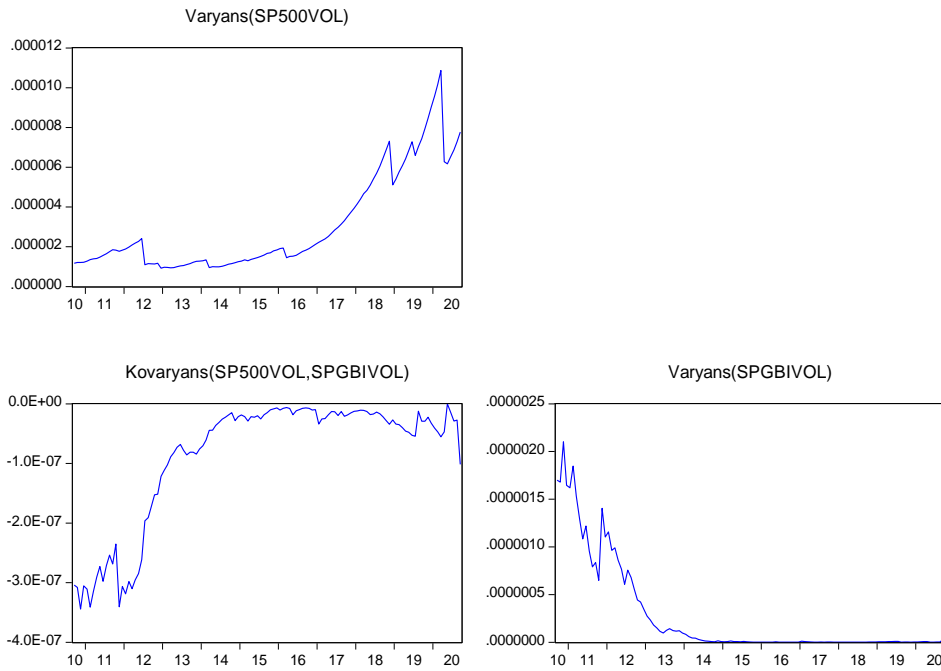 Varyans(SP500VOL)
.000012
.000010
.000008
.000006
.000004
.000002
.000000
10 11 12 13 14 15 16 17 18 19 20
Kovaryans(SP500VOL,SPGBIVOL)
0.0E+00
-1.0E-07
-2.0E-07
-3.0E-07
-4.0E-07
10 11 12 13 14 15 16 17 18 19 20
Varyans(SPGBIVOL)
.0000025
.0000020
.0000015
.0000010
.0000005
.0000000
10 11 12 13 14 15 16 17 18 19 20